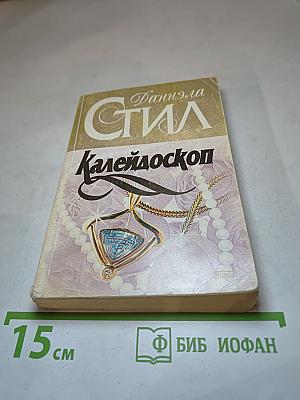 Даниэла
СТИЛ
Калейдоскоп
15 см
Ф БИБ ИОФАН